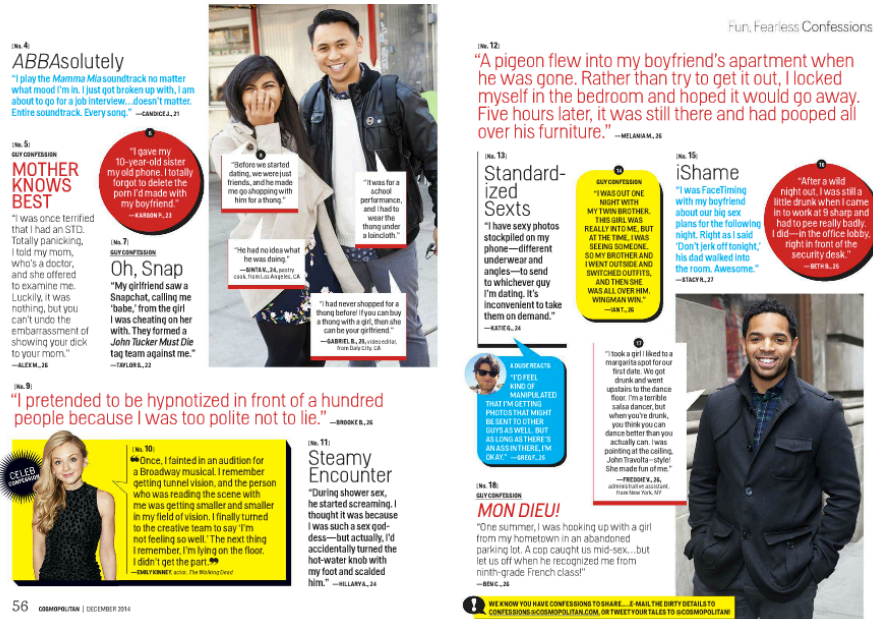 Fun, Fearless Confessions
[No. 4]
ABBAsolutely
"I play the Mamma Mia soundtrack no matter
what mood I'm in. I just got broken up with, I am
about to go for a job interview...doesn't matter.
Entire soundtrack. Every song." —CANDICE J., 21
[No. 5]
GUY CONFESSION
MOTHER
KNOWS
BEST
"I was once terrified
that I had an STD.
Totally panicking,
I told my mom,
who's a doctor,
and she offered
to examine me.
Luckily, it was
nothing, but you
can't undo the
embarrassment of
showing your dick
to your mom."
—ALEX M., 26
6
"I gave my
10-year-old sister
my old phone. I totally
forgot to delete the
porn I'd made with
my boyfriend."
—KARSON P., 23
[No. 7]
GUY CONFESSION
Oh, Snap
"My girlfriend saw a
Snapchat, calling me
'babe,' from the girl
I was cheating on her
with. They formed a
John Tucker Must Die
tag team against me."
—TAYLOR S., 22
8
"Before we started
dating, we were just
friends, and he made
me go shopping with
him for a thong."
"It was for a
school
performance,
and I had to
wear the
thong under
a loincloth."
"He had no idea what
he was doing."
—GINTA V., 24, pastry
cook, from Los Angeles, CA
"I had never shopped for a
thong before! If you can buy
a thong with a girl, then she
can be your girlfriend."
—GABRIEL B., 25, video editor,
from Daly City, CA
[No. 9]
"I pretended to be hypnotized in front of a hundred
people because I was too polite not to lie." —BROOKE B., 26
CELEB
CONFESSION
[No. 10]
"Once, I fainted in an audition for
a Broadway musical. I remember
getting tunnel vision, and the person
who was reading the scene with
me was getting smaller and smaller
in my field of vision. I finally turned
to the creative team to say 'I'm
not feeling so well.' The next thing
I remember, I'm lying on the floor.
I didn't get the part."
—EMILY KINNEY, actor, The Walking Dead
[No. 11]
Steamy
Encounter
"During shower sex,
he started screaming. I
thought it was because
I was such a sex god-
dess—but actually, I'd
accidentally turned the
hot-water knob with
my foot and scalded
him." —HILLARY A., 24
56 COSMOPOLITAN | DECEMBER 2014
[No. 12]
"A pigeon flew into my boyfriend's apartment when
he was gone. Rather than try to get it out, I locked
myself in the bedroom and hoped it would go away.
Five hours later, it was still there and had pooped all
over his furniture." —MELANIA M., 26
[No. 13]
Standard-
ized
Sexts
"I have sexy photos
stockpiled on my
phone—different
underwear and
angles—to send
to whichever guy
I'm dating. It's
inconvenient to take
them on demand."
—KATIE G., 24
A DUDE REACTS
"I'D FEEL
KIND OF
MANIPULATED
THAT I'M GETTING
PHOTOS THAT MIGHT
BE SENT TO OTHER
GUYS AS WELL. BUT
AS LONG AS THERE'S
AN ASS IN THERE, I'M
OKAY." —GREG F., 25
14
GUY CONFESSION
"I WAS OUT ONE
NIGHT WITH
MY TWIN BROTHER.
THIS GIRL WAS
REALLY INTO ME, BUT
AT THE TIME, I WAS
SEEING SOMEONE.
SO MY BROTHER AND
I WENT OUTSIDE AND
SWITCHED OUTFITS,
AND THEN SHE
WAS ALL OVER HIM.
WINGMAN WIN."
—IAN T., 26
[No. 15]
iShame
"I was FaceTiming
with my boyfriend
about our big sex
plans for the following
night. Right as I said
'Don't jerk off tonight,'
his dad walked into
the room. Awesome."
—STACY R., 27
16
"After a wild
night out, I was still a
little drunk when I came
in to work at 9 sharp and
had to pee really badly.
I did—in the office lobby,
right in front of the
security desk."
—BETH B., 25
17
"I took a girl I liked to a
margarita spot for our
first date. We got
drunk and went
upstairs to the dance
floor. I'm a terrible
salsa dancer, but
when you're drunk,
you think you can
dance better than you
actually can. I was
pointing at the ceiling,
John Travolta–style!
She made fun of me."
—FREDDIE V., 26,
administrative assistant,
from New York, NY
[No. 18]
GUY CONFESSION
MON DIEU!
"One summer, I was hooking up with a girl
from my hometown in an abandoned
parking lot. A cop caught us mid-sex...but
let us off when he recognized me from
ninth-grade French class!"
—BEN C., 26
WE KNOW YOU HAVE CONFESSIONS TO SHARE....E-MAIL THE DIRTY DETAILS TO
CONFESSIONS@COSMOPOLITAN.COM, OR TWEET YOUR TALES TO @COSMOPOLITAN!